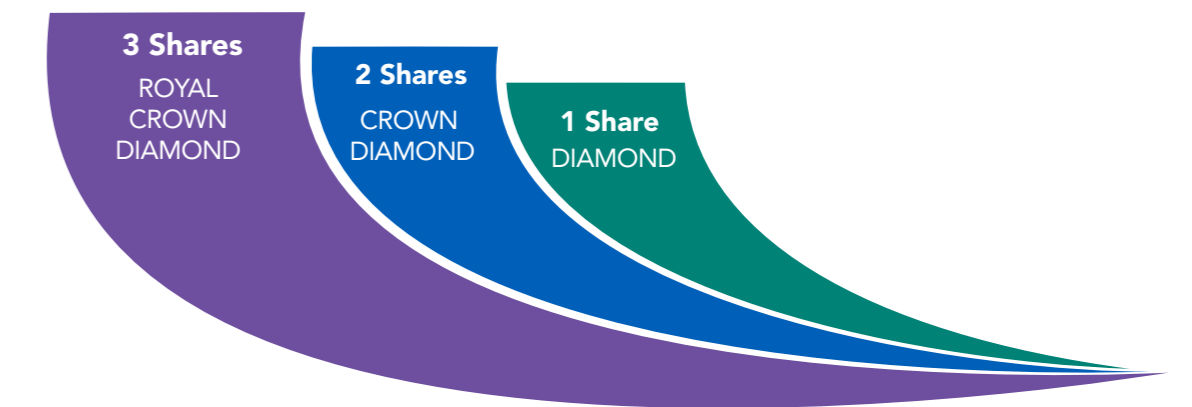 3 Shares
ROYAL
CROWN
DIAMOND
2 Shares
CROWN
DIAMOND
1 Share
DIAMOND